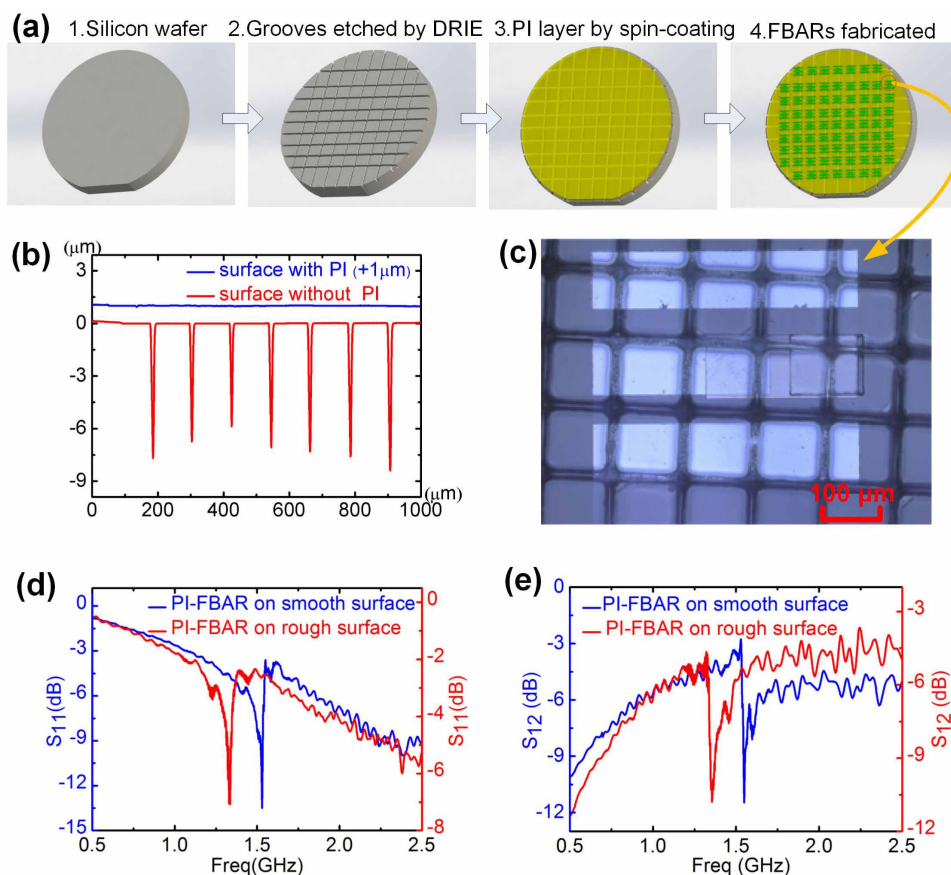 (a) 1.Silicon wafer 2.Grooves etched by DRIE 3.PI layer by spin-coating 4.FBARs fabricated
(b)
(μm)
3
0
-3
-6
-9
surface with PI (+1μm)
surface without PI
0 200 400 600 800 1000
(μm)
(c)
100 μm
(d)
0
-3
-6
-9
-12
-15
S11(dB)
PI-FBAR on smooth surface
PI-FBAR on rough surface
0
-2
-4
-6
-8
S11(dB)
0.5 1.0 1.5 2.0 2.5
Freq(GHz)
(e)
0
-3
-6
-9
-12
S12 (dB)
PI-FBAR on smooth surface
PI-FBAR on rough surface
-3
-6
-9
-12
S12 (dB)
0.5 1.0 1.5 2.0 2.5
Freq (GHz)